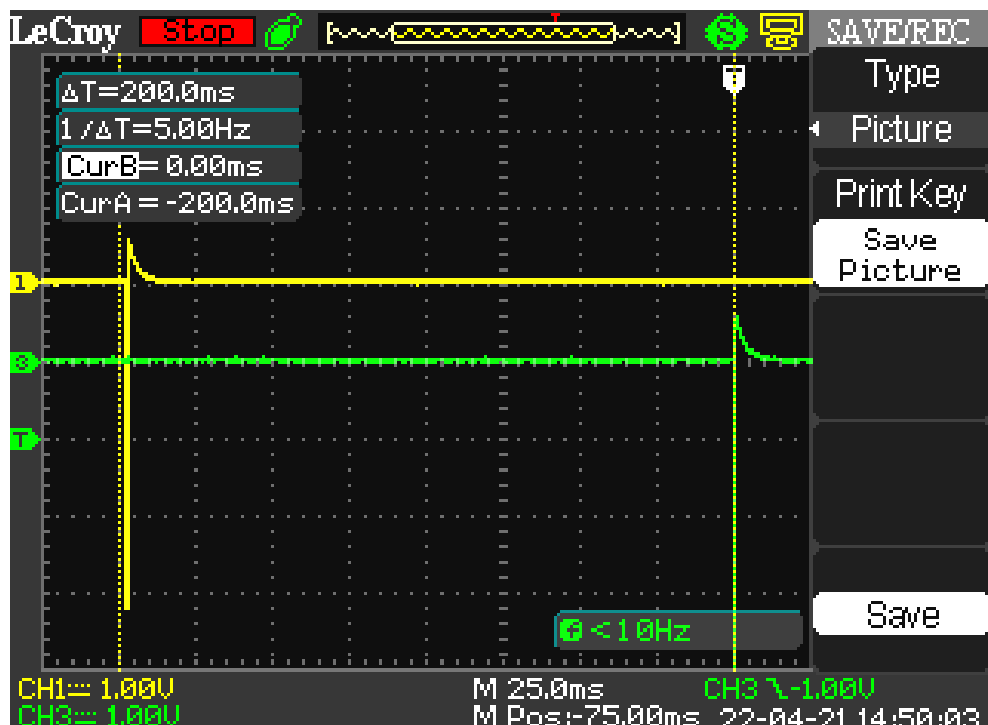 LeCroy Stop S SAVE/REC
Type
Picture
Print Key
Save
Picture
Save
ΔT=200.0ms
1/ΔT=5.00Hz
CurB= 0.00ms
CurA=-200.0ms
T
1
3
T
f <10Hz
CH1 1.00V M 25.0ms CH3 -1.00V
CH3 1.00V M Pos:-75.00ms 22-04-21 14:50:03